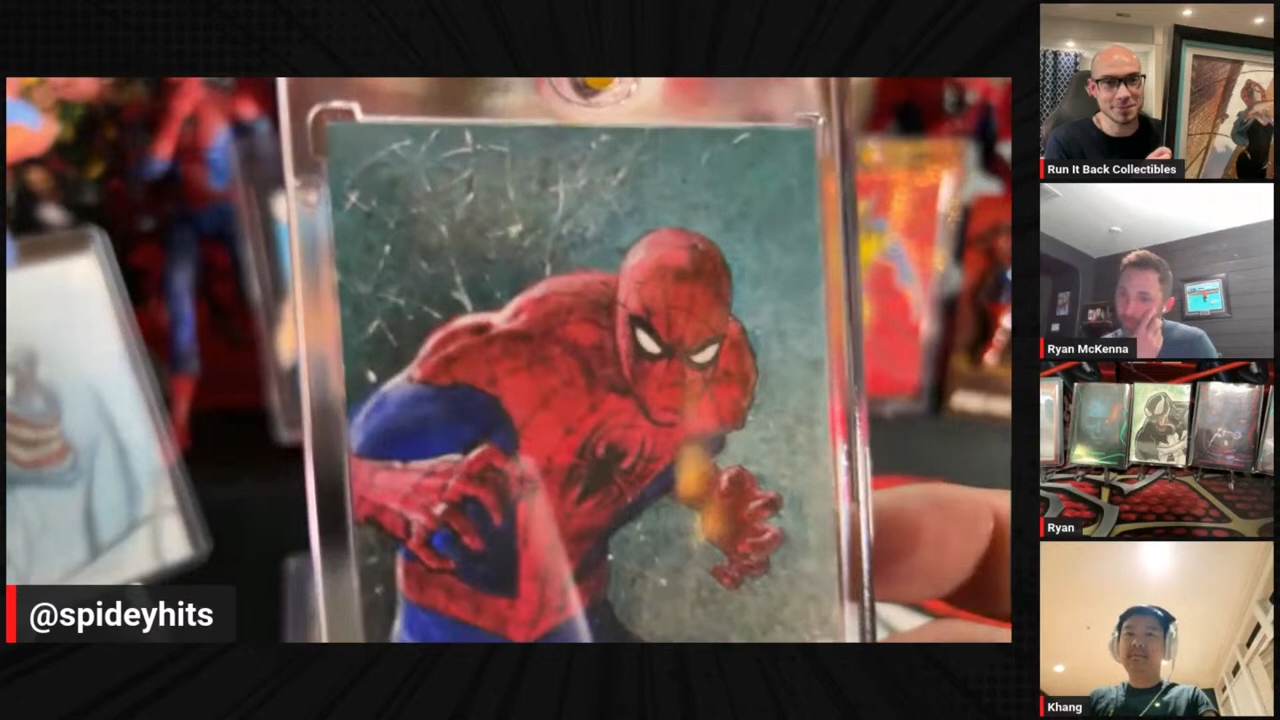 Run It Back Collectibles
Ryan McKenna
Ryan
Khang
@spideyhits